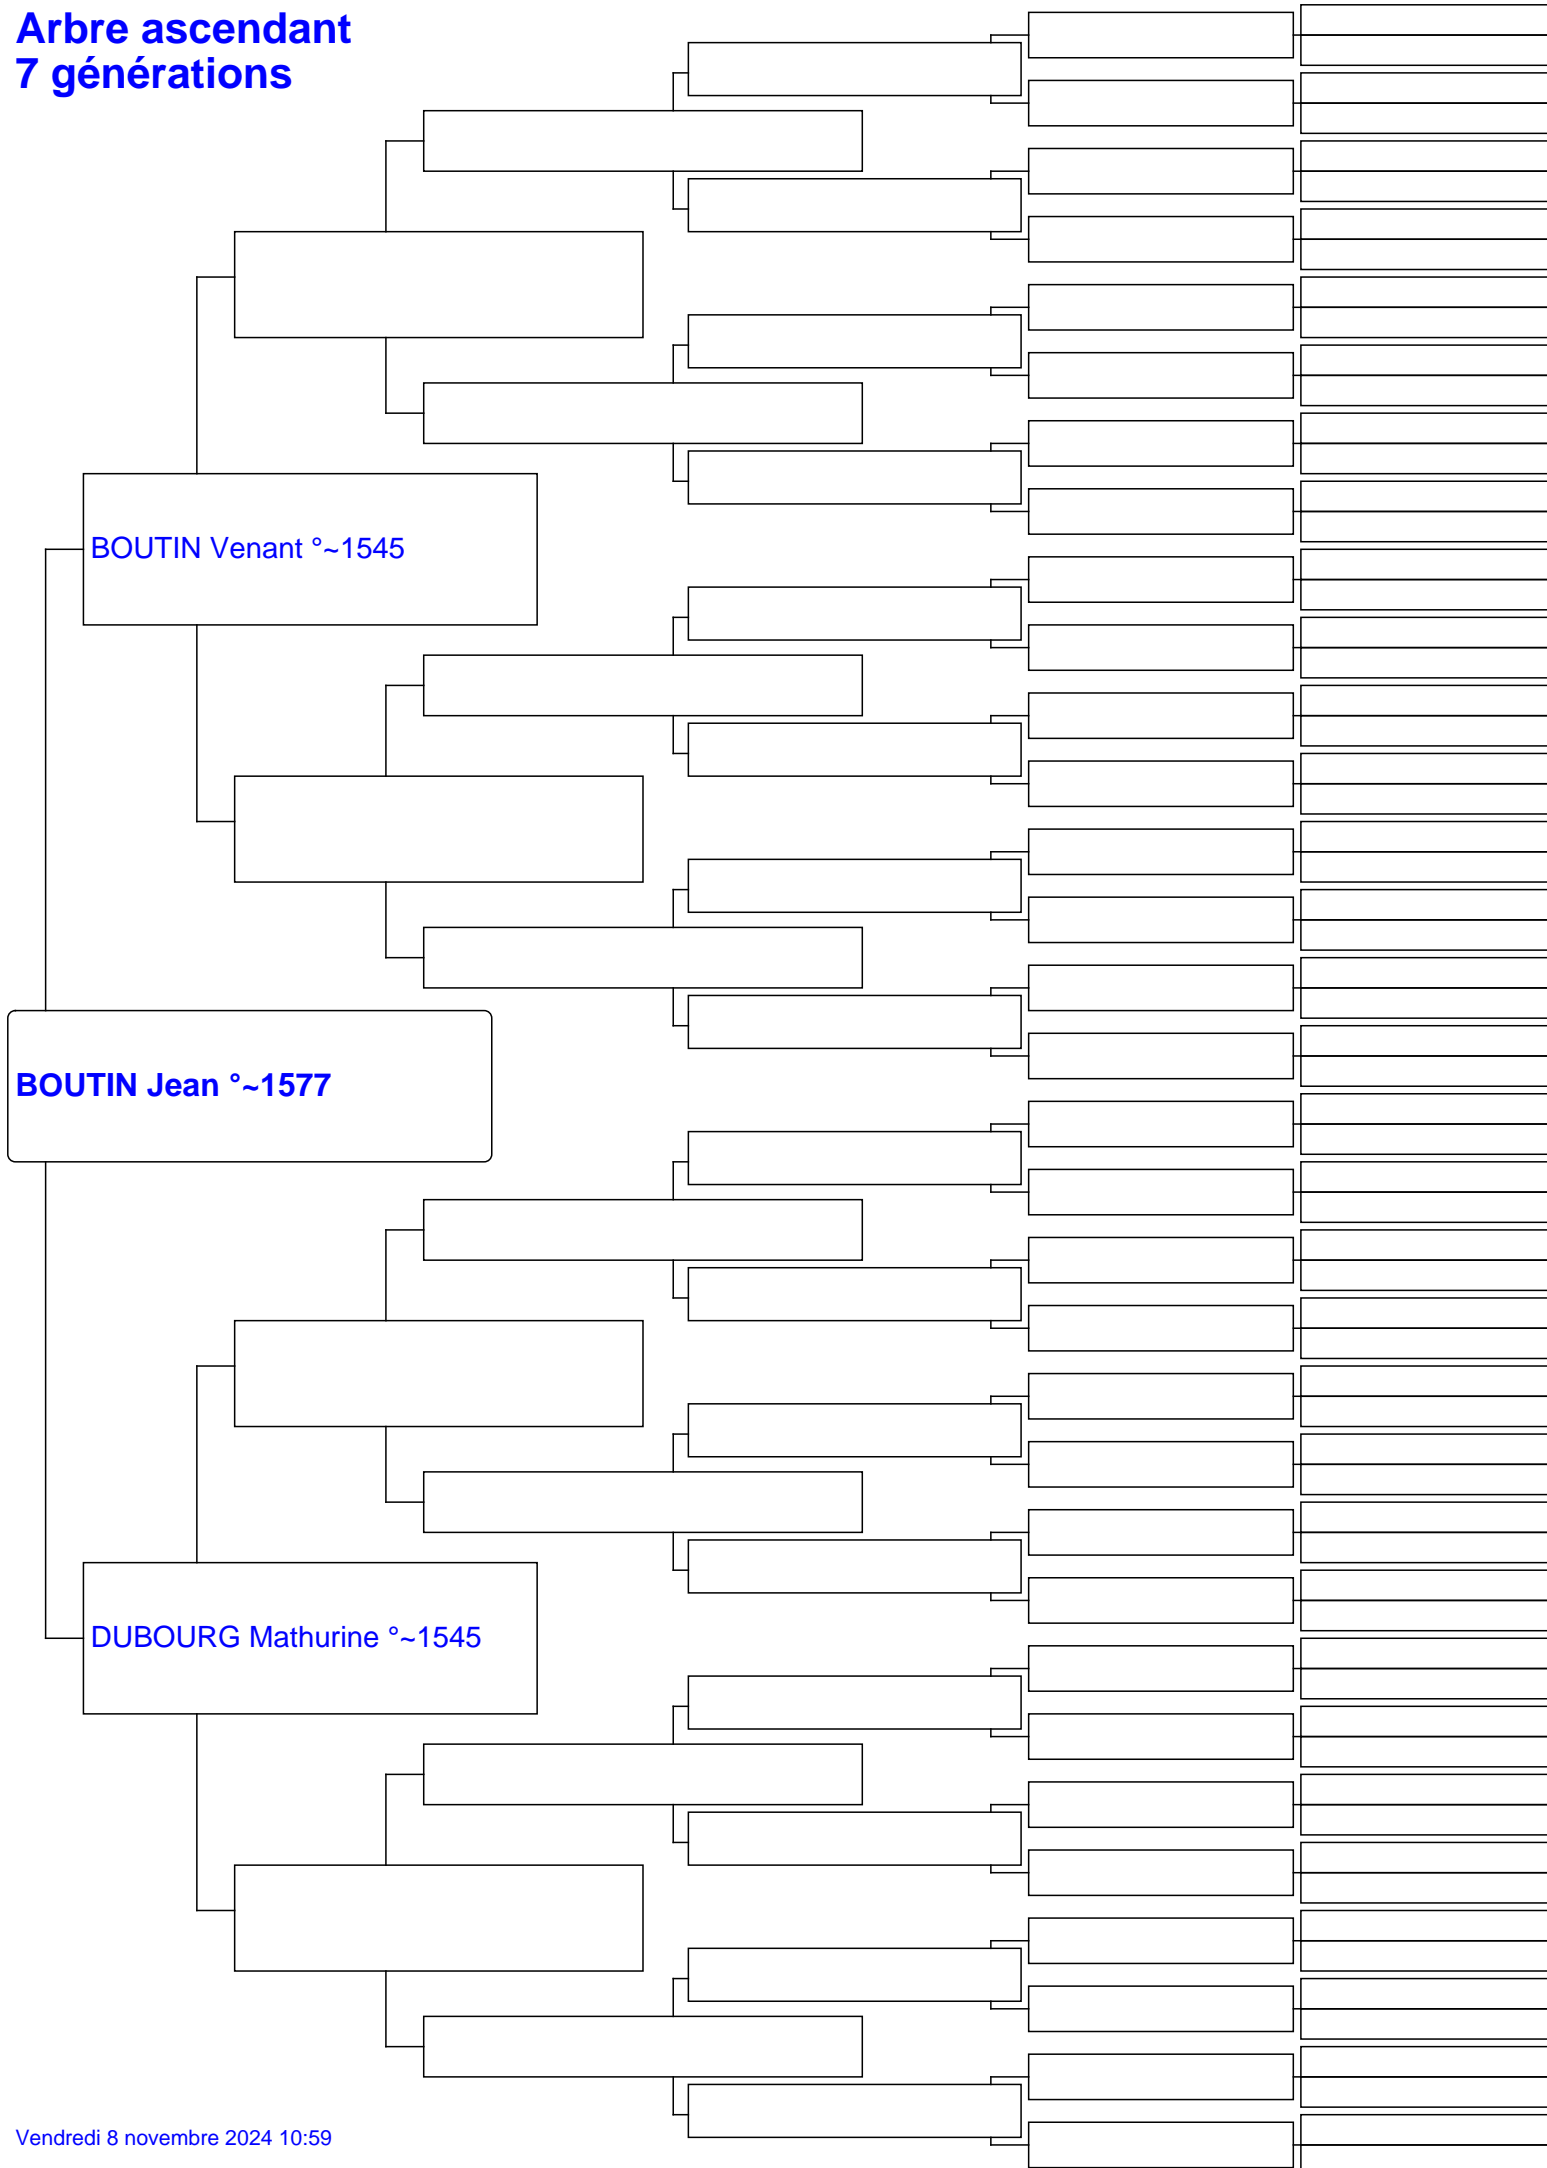 Arbre ascendant
7 générations
BOUTIN Venant °~1545
BOUTIN Jean °~1577
DUBOURG Mathurine °~1545
Vendredi 8 novembre 2024 10:59